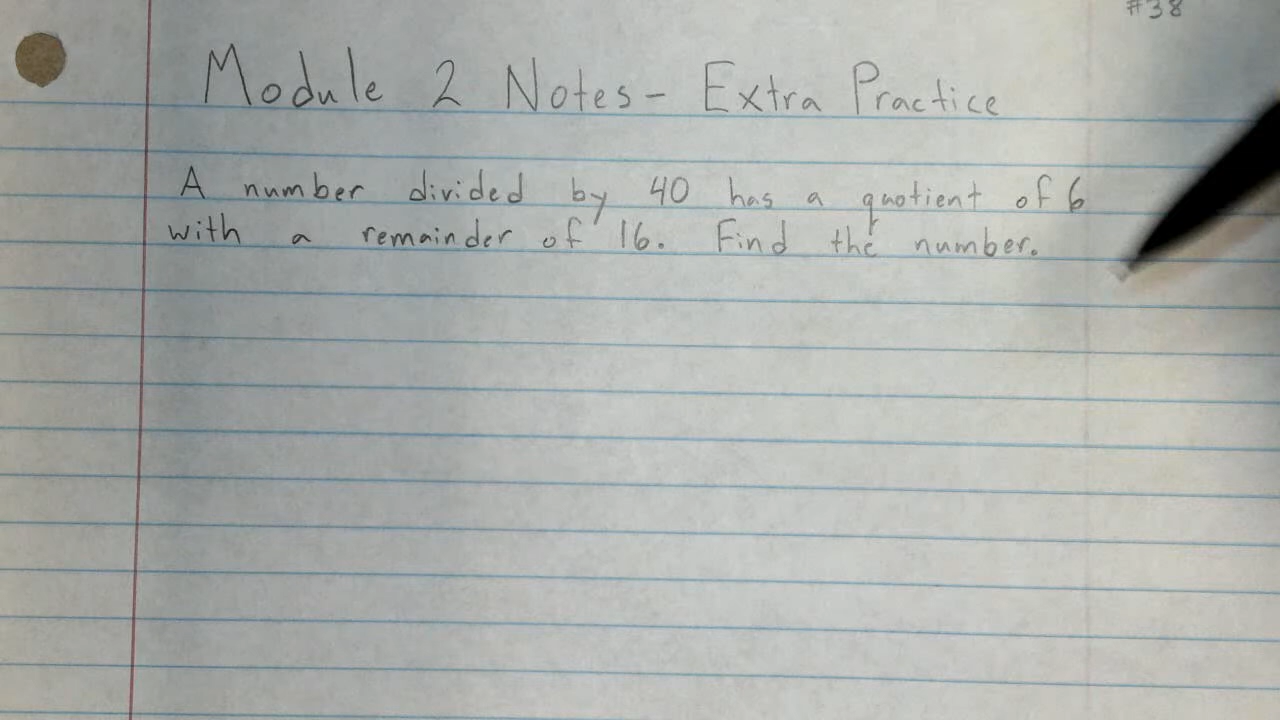 #38
Module 2 Notes- Extra Practice
A number divided by 40 has a quotient of 6
with a remainder of 16. Find the number.